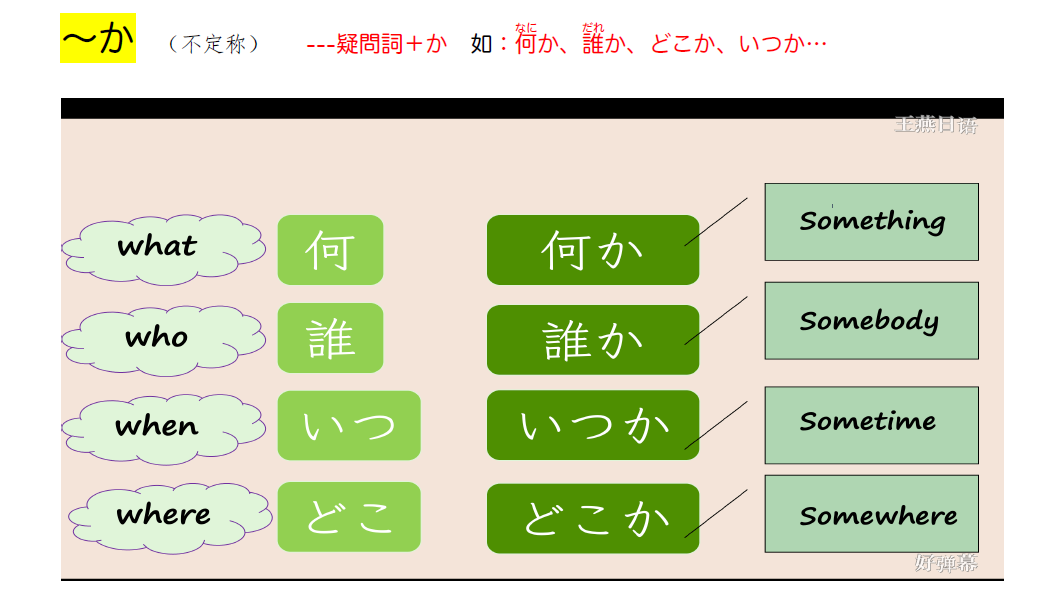 ～か （不定称） ---疑問詞＋か 如：何か、誰か、どこか、いつか…
なに だれ
王燕日语
what 何 何か Something
who 誰 誰か Somebody
when いつ いつか Sometime
where どこ どこか Somewhere
好弹幕